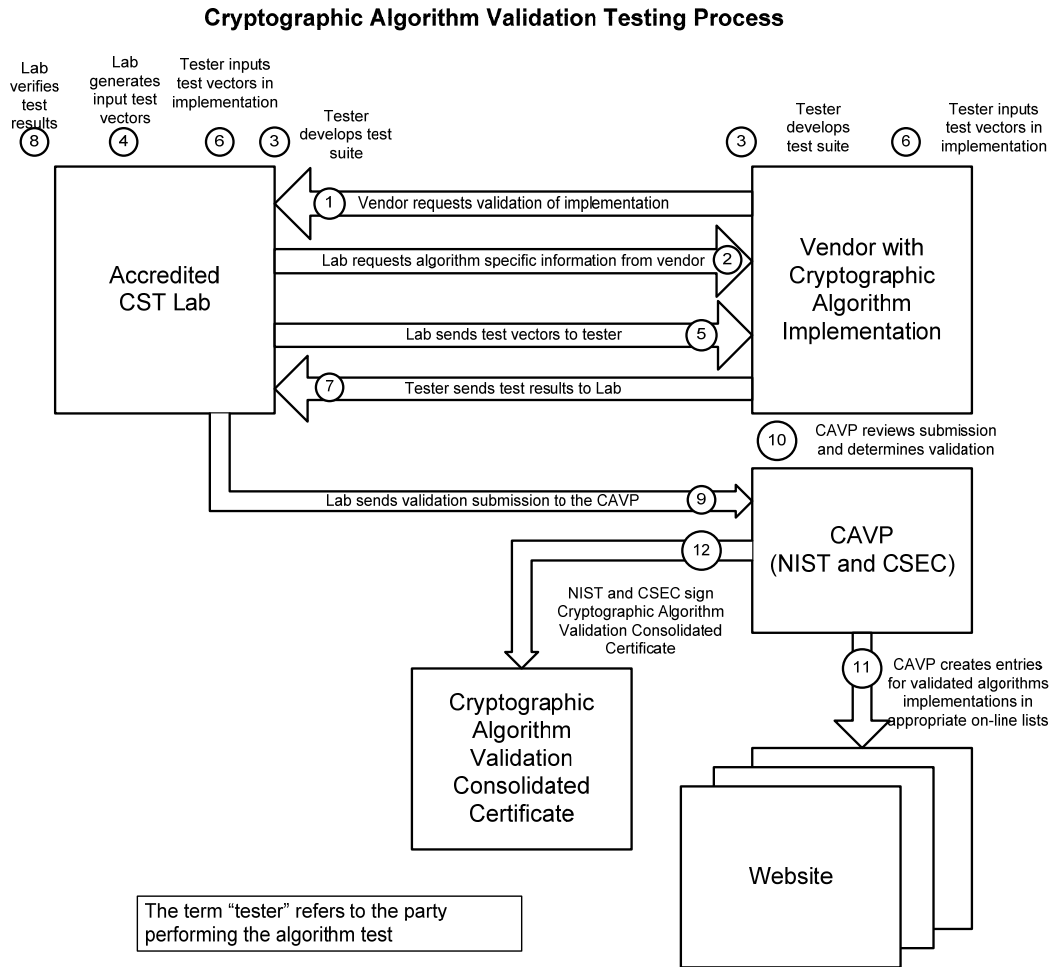 Cryptographic Algorithm Validation Testing Process
Lab
verifies
test
results
8
Lab
generates
input test
vectors
4
Tester inputs
test vectors in
implementation
6
3
Tester
develops test
suite
3
Tester
develops
test suite
6
Tester inputs
test vectors in
implementation
Accredited
CST Lab
1
Vendor requests validation of implementation
Lab requests algorithm specific information from vendor
2
Lab sends test vectors to tester
5
7
Tester sends test results to Lab
Vendor with
Cryptographic
Algorithm
Implementation
10
CAVP reviews submission
and determines validation
Lab sends validation submission to the CAVP
9
CAVP
(NIST and CSEC)
12
NIST and CSEC sign
Cryptographic Algorithm
Validation Consolidated
Certificate
11
CAVP creates entries
for validated algorithms
implementations in
appropriate on-line lists
Cryptographic
Algorithm
Validation
Consolidated
Certificate
Website
The term “tester” refers to the party
performing the algorithm test